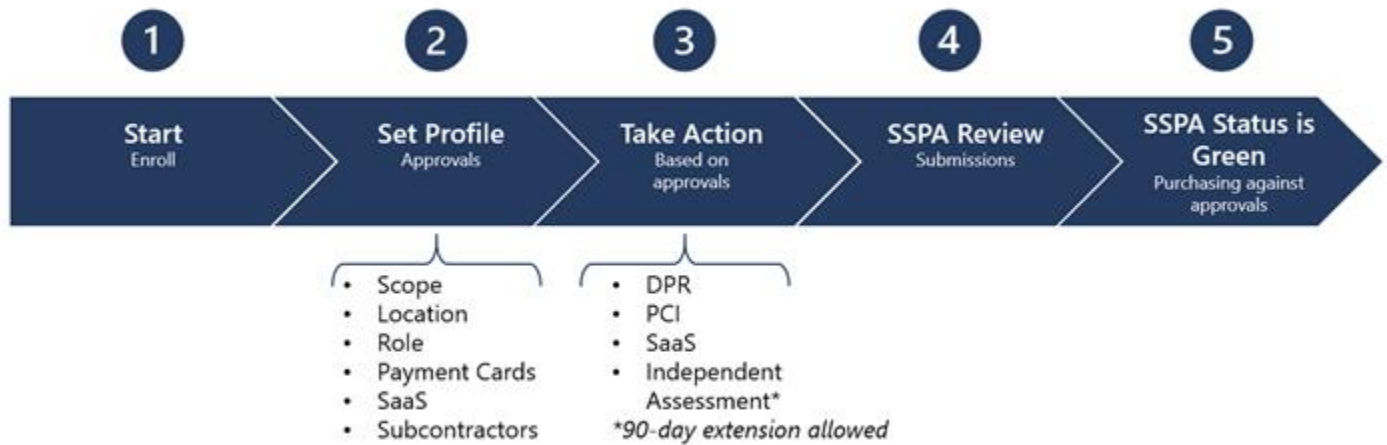 1
2
3
4
5
Start
Enroll
Set Profile
Approvals
Take Action
Based on
approvals
SSPA Review
Submissions
SSPA Status is
Green
Purchasing against
approvals
• Scope
• Location
• Role
• Payment Cards
• SaaS
• Subcontractors
• DPR
• PCI
• SaaS
• Independent
Assessment*
*90-day extension allowed